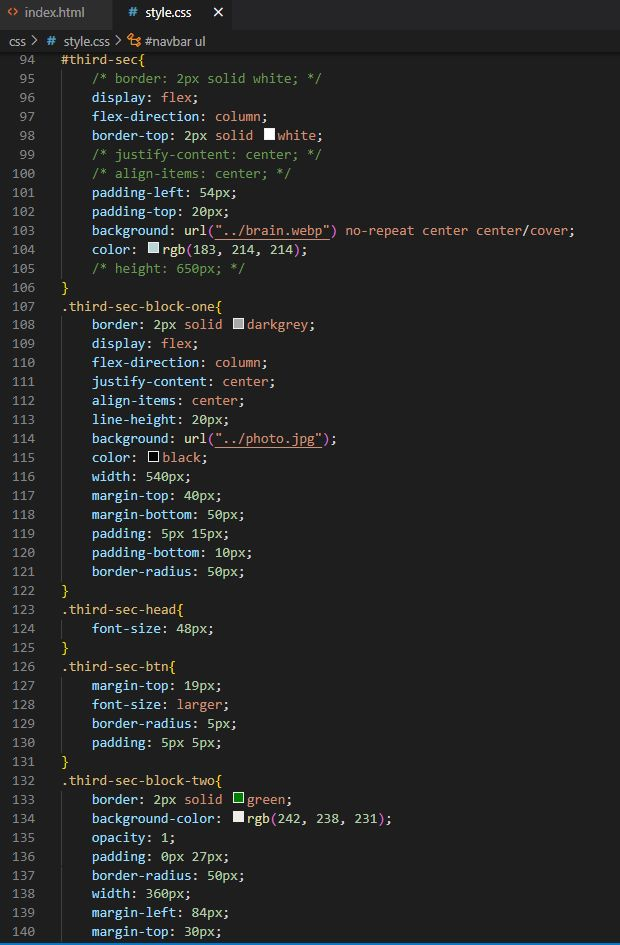 index.html
style.css
css > style.css > #navbar ul
94 #third-sec{
95 /* border: 2px solid white; */
96 display: flex;
97 flex-direction: column;
98 border-top: 2px solid white;
99 /* justify-content: center; */
100 /* align-items: center; */
101 padding-left: 54px;
102 padding-top: 20px;
103 background: url("../brain.webp") no-repeat center center/cover;
104 color: rgb(183, 214, 214);
105 /* height: 650px; */
106 }
107 .third-sec-block-one{
108 border: 2px solid darkgrey;
109 display: flex;
110 flex-direction: column;
111 justify-content: center;
112 align-items: center;
113 line-height: 20px;
114 background: url("../photo.jpg");
115 color: black;
116 width: 540px;
117 margin-top: 40px;
118 margin-bottom: 50px;
119 padding: 5px 15px;
120 padding-bottom: 10px;
121 border-radius: 50px;
122 }
123 .third-sec-head{
124 font-size: 48px;
125 }
126 .third-sec-btn{
127 margin-top: 19px;
128 font-size: larger;
129 border-radius: 5px;
130 padding: 5px 5px;
131 }
132 .third-sec-block-two{
133 border: 2px solid green;
134 background-color: rgb(242, 238, 231);
135 opacity: 1;
136 padding: 0px 27px;
137 border-radius: 50px;
138 width: 360px;
139 margin-left: 84px;
140 margin-top: 30px;